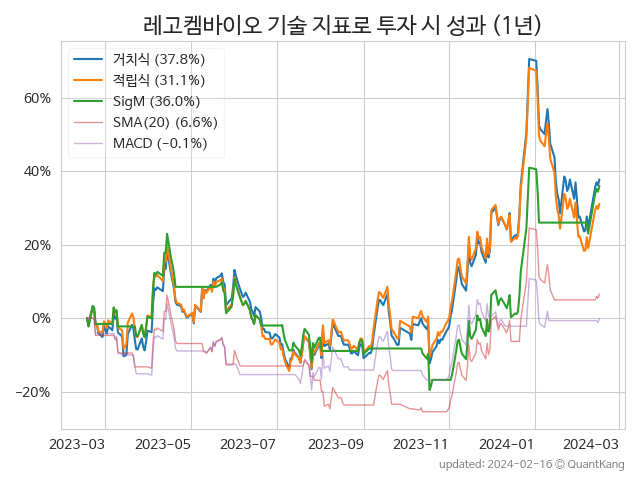 레고켐바이오 기술 지표로 투자 시 성과 (1년)
거치식 (37.8%)
적립식 (31.1%)
SigM (36.0%)
SMA(20) (6.6%)
MACD (−0.1%)
60%
40%
20%
0%
−20%
2023-03 2023-05 2023-07 2023-09 2023-11 2024-01 2024-03
updated: 2024-02-16 © QuantKang